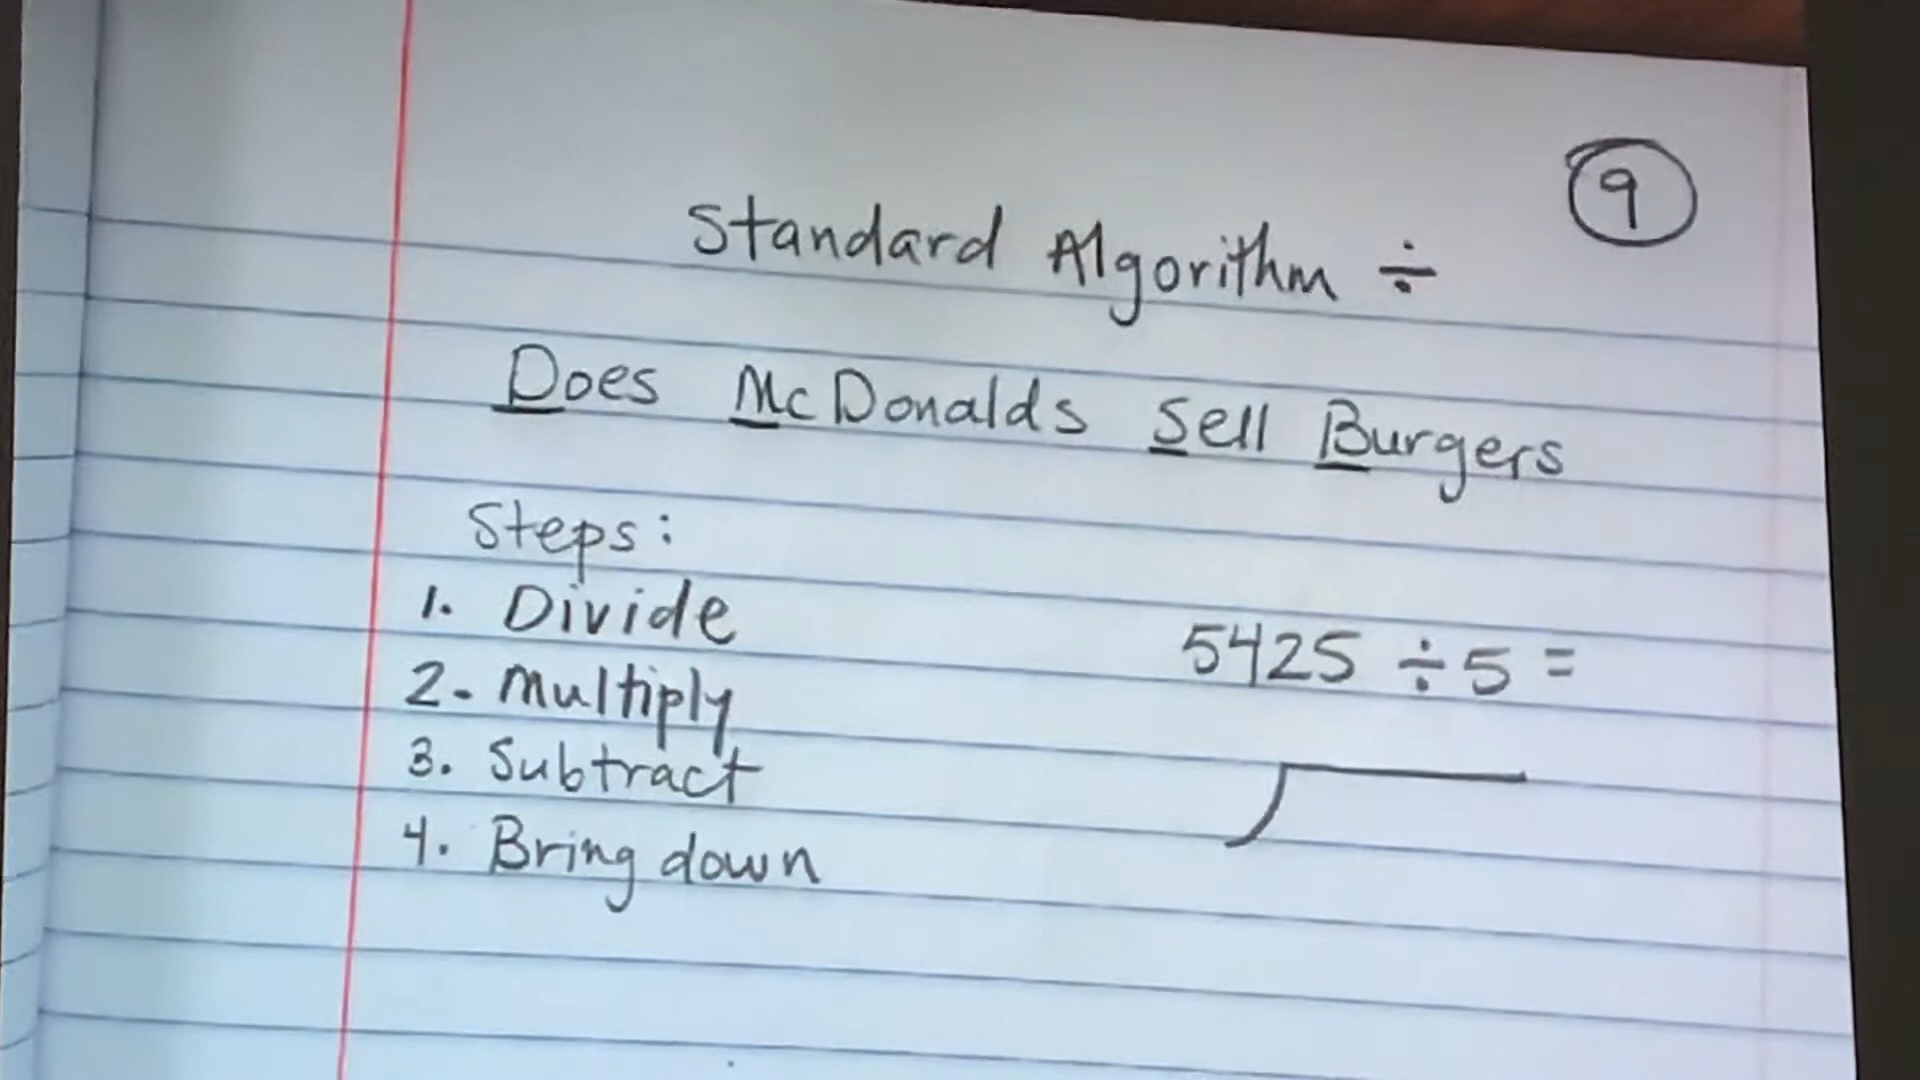 9
Standard Algorithm ÷
Does McDonalds Sell Burgers
Steps:
1. Divide
2. Multiply
3. Subtract
4. Bring down
5425 ÷ 5 =